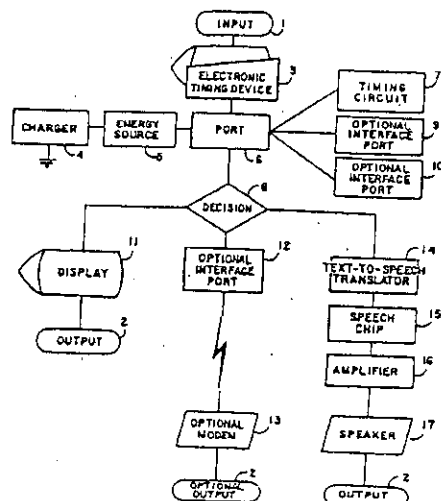 INPUT
1
ELECTRONIC
TIMING DEVICE
3
CHARGER
4
ENERGY
SOURCE
5
PORT
6
TIMING
CIRCUIT
7
OPTIONAL
INTERFACE
PORT
9
OPTIONAL
INTERFACE
PORT
10
DECISION
8
DISPLAY
11
OUTPUT
2
OPTIONAL
INTERFACE
PORT
12
OPTIONAL
MODEM
13
OPTIONAL OUTPUT
2
TEXT-TO-SPEECH
TRANSLATOR
14
SPEECH
CHIP
15
AMPLIFIER
16
SPEAKER
17
OUTPUT
2